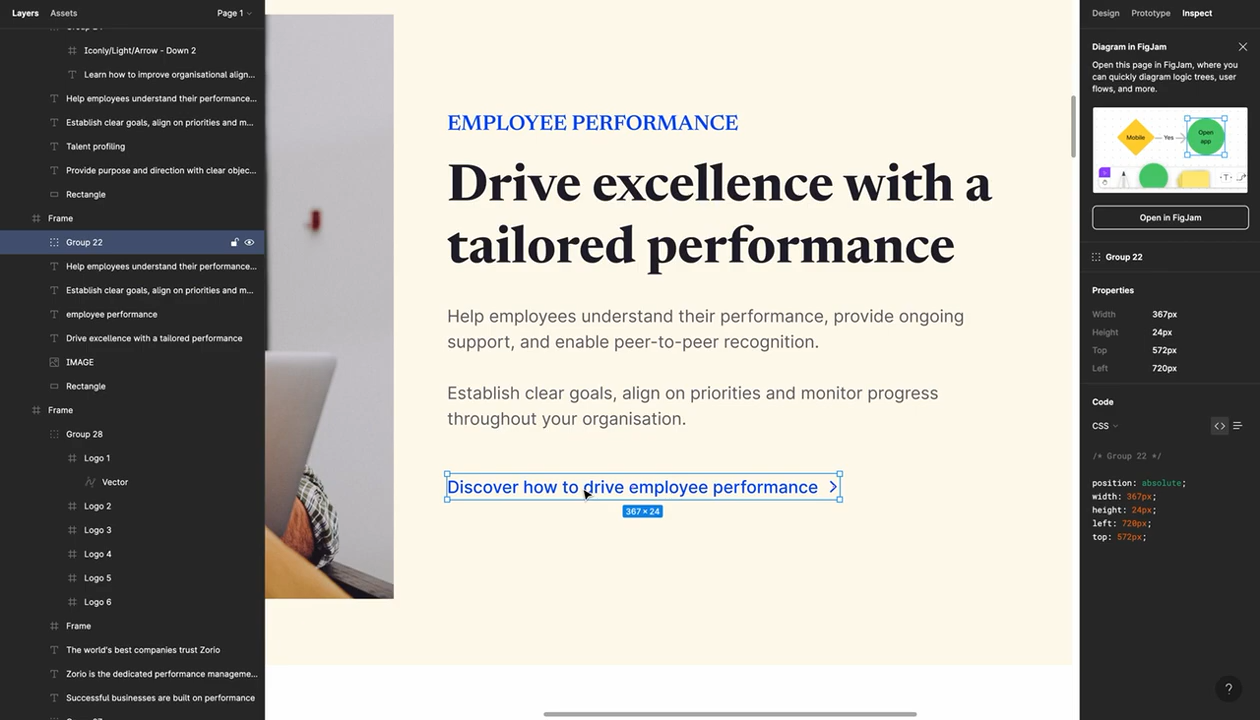 Layers
Assets
Page 1
Iconly/Light/Arrow - Down 2
Learn how to improve organisational align...
Help employees understand their performance...
Establish clear goals, align on priorities and m...
Talent profiling
Provide purpose and direction with clear objec...
Rectangle
Frame
Group 22
Help employees understand their performance...
Establish clear goals, align on priorities and m...
employee performance
Drive excellence with a tailored performance
IMAGE
Rectangle
Frame
Group 28
Logo 1
Vector
Logo 2
Logo 3
Logo 4
Logo 5
Logo 6
Frame
The world's best companies trust Zorio
Zorio is the dedicated performance manageme...
Successful businesses are built on performance
EMPLOYEE PERFORMANCE
Drive excellence with a
tailored performance
Help employees understand their performance, provide ongoing
support, and enable peer-to-peer recognition.
Establish clear goals, align on priorities and monitor progress
throughout your organisation.
Discover how to drive employee performance
367 × 24
Design
Prototype
Inspect
Diagram in FigJam
Open this page in FigJam, where you
can quickly diagram logic trees, user
flows, and more.
Mobile
Yes
Open
app
Open in FigJam
Group 22
Properties
Width 367px
Height 24px
Top 572px
Left 720px
Code
CSS
/* Group 22 */
position: absolute;
width: 367px;
height: 24px;
left: 720px;
top: 572px;
?